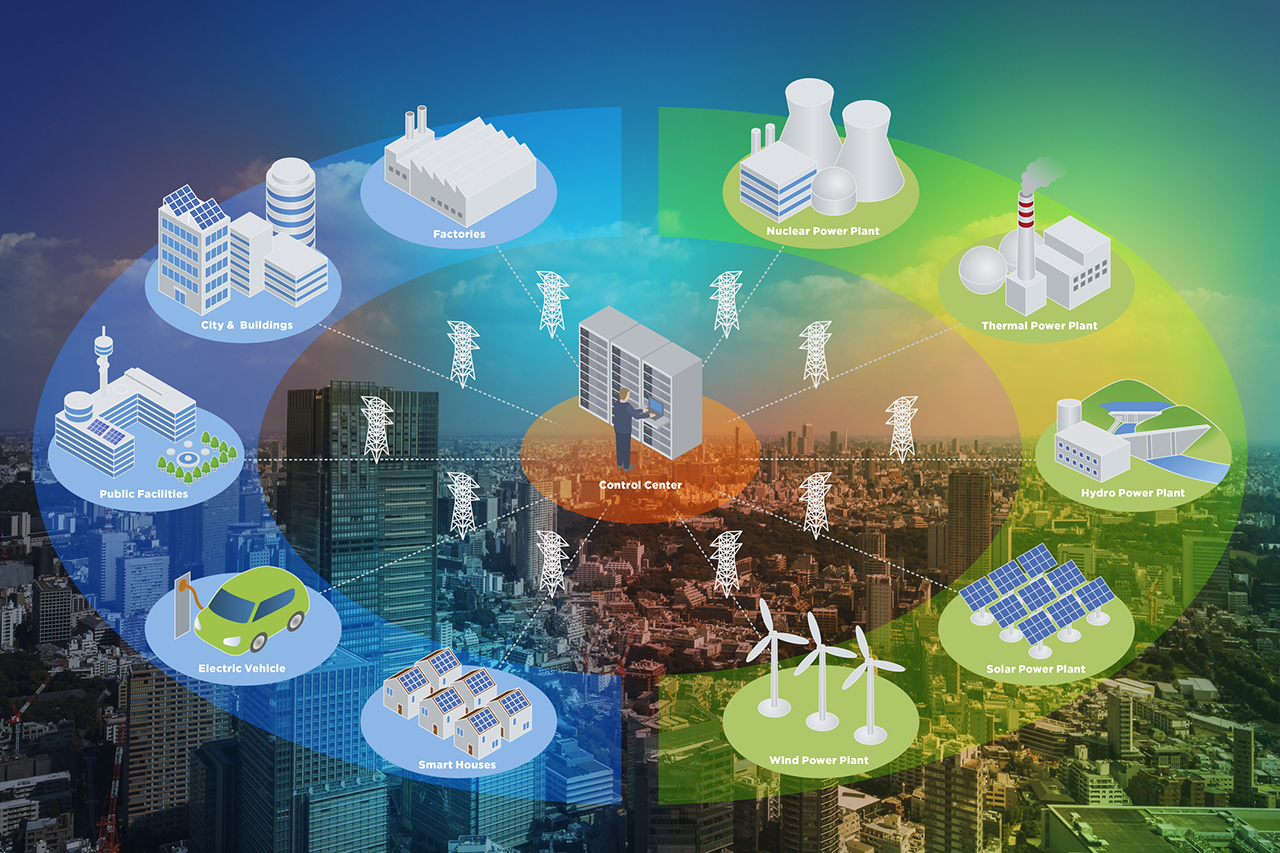 Factories
Nuclear Power Plant
City & Buildings
Thermal Power Plant
Control Center
Public Facilities
Hydro Power Plant
Electric Vehicle
Solar Power Plant
Smart Houses
Wind Power Plant